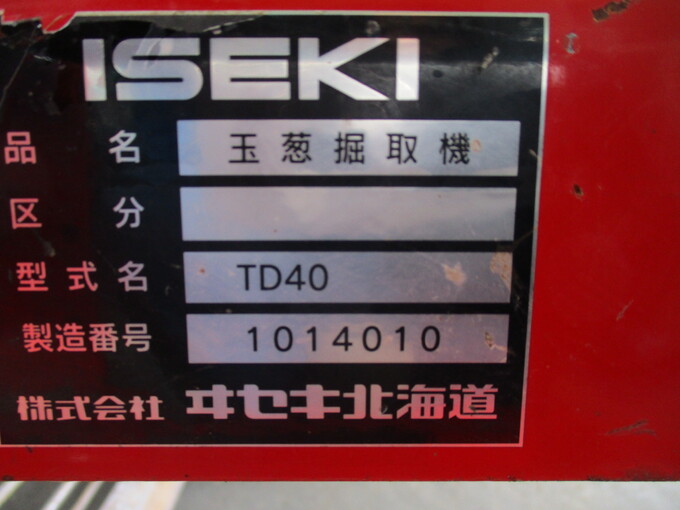 ISEKI
品名 玉葱掘取機
区分
型式名 TD40
製造番号 1014010
株式会社 ヰセキ北海道